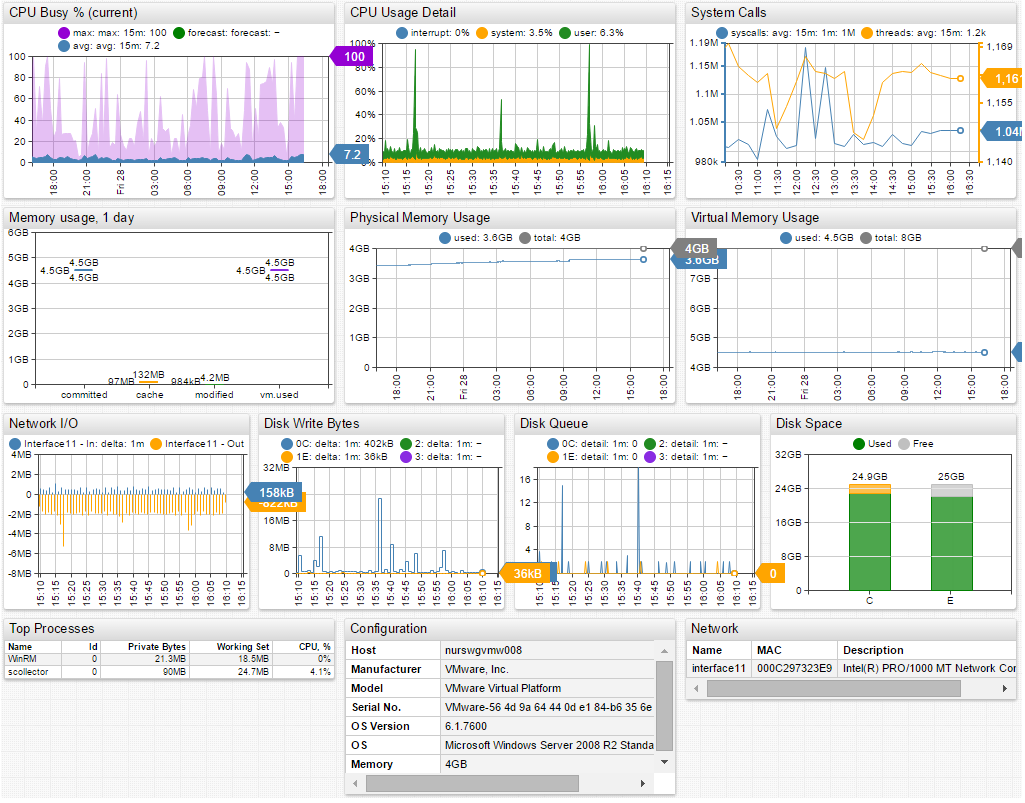 CPU Busy % (current)
max: max: 15m: 100 forecast: forecast: –
avg: avg: 15m: 7.2
100
80
60
40
20
0
100
7.2
18:00 21:00 Fri 28 03:00 06:00 09:00 12:00 15:00 18:00
CPU Usage Detail
interrupt: 0% system: 3.5% user: 6.3%
100%
80%
60%
40%
20%
0%
15:10 15:15 15:20 15:25 15:30 15:35 15:40 15:45 15:50 15:55 16:00 16:05 16:10 16:15
System Calls
syscalls: avg: 15m: 1m: 1M threads: avg: 15m: 1.2k
1.19M
1.15M
1.1M
1.05M
980k
1,169
1,161
1,155
1.04M
1,140
10:30 11:00 11:30 12:00 12:30 13:00 13:30 14:00 14:30 15:00 15:30 16:00 16:30
Memory usage, 1 day
6GB
5GB
4GB
3GB
2GB
1GB
0
4.5GB
4.5GB
4.5GB
4.5GB
4.5GB
4.5GB
97MB 132MB 984kB 4.2MB
committed cache modified vm.used
Physical Memory Usage
used: 3.6GB total: 4GB
4GB
3GB
2GB
1GB
0
4GB
3.6GB
18:00 21:00 Fri 28 03:00 06:00 09:00 12:00 15:00 18:00
Virtual Memory Usage
used: 4.5GB total: 8GB
7GB
5GB
4GB
18:00 21:00 Fri 28 03:00 06:00 09:00 12:00 15:00 18:00
Network I/O
interface11 - In: delta: 1m interface11 - Out
4MB
2MB
0
-2MB
-4MB
-6MB
-8MB
158kB
-822kB
15:10 15:15 15:20 15:25 15:30 15:35 15:40 15:45 15:50 15:55 16:00 16:05 16:10 16:15
Disk Write Bytes
0C: delta: 1m: 402kB 2: delta: 1m: –
1E: delta: 1m: 36kB 3: delta: 1m: –
32MB
16MB
8MB
0
36kB
15:10 15:15 15:20 15:25 15:30 15:35 15:40 15:45 15:50 15:55 16:00 16:05 16:10 16:15
Disk Queue
0C: detail: 1m: 0 2: detail: 1m: –
1E: detail: 1m: 0 3: detail: 1m: –
16
12
8
4
0
15:10 15:15 15:20 15:25 15:30 15:35 15:40 15:45 15:50 15:55 16:00 16:05 16:10 16:15
Disk Space
Used Free
32GB
24GB
16GB
8GB
0
24.9GB 25GB
C E
Top Processes
Name Id Private Bytes Working Set CPU, %
WinRM 0 21.3MB 18.5MB 0%
scollector 0 90MB 24.7MB 4.1%
Configuration
Host nurswgvmw008
Manufacturer VMware, Inc.
Model VMware Virtual Platform
Serial No. VMware-56 4d 9a 64 44 0d e1 84-b6 35 6e
OS Version 6.1.7600
OS Microsoft Windows Server 2008 R2 Standa
Memory 4GB
Network
Name MAC Description
interface11 000C297323E9 Intel(R) PRO/1000 MT Network Cor